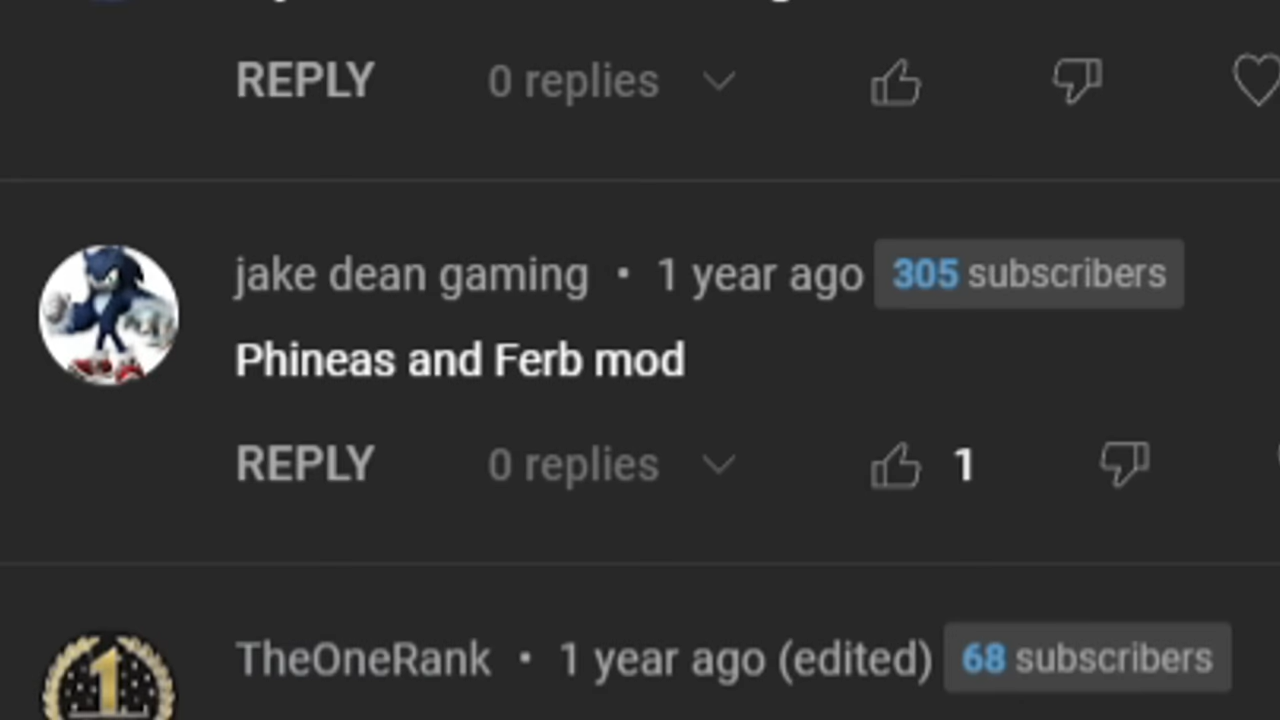 REPLY 0 replies
jake dean gaming • 1 year ago 305 subscribers
Phineas and Ferb mod
REPLY 0 replies 1
TheOneRank • 1 year ago (edited) 68 subscribers
1